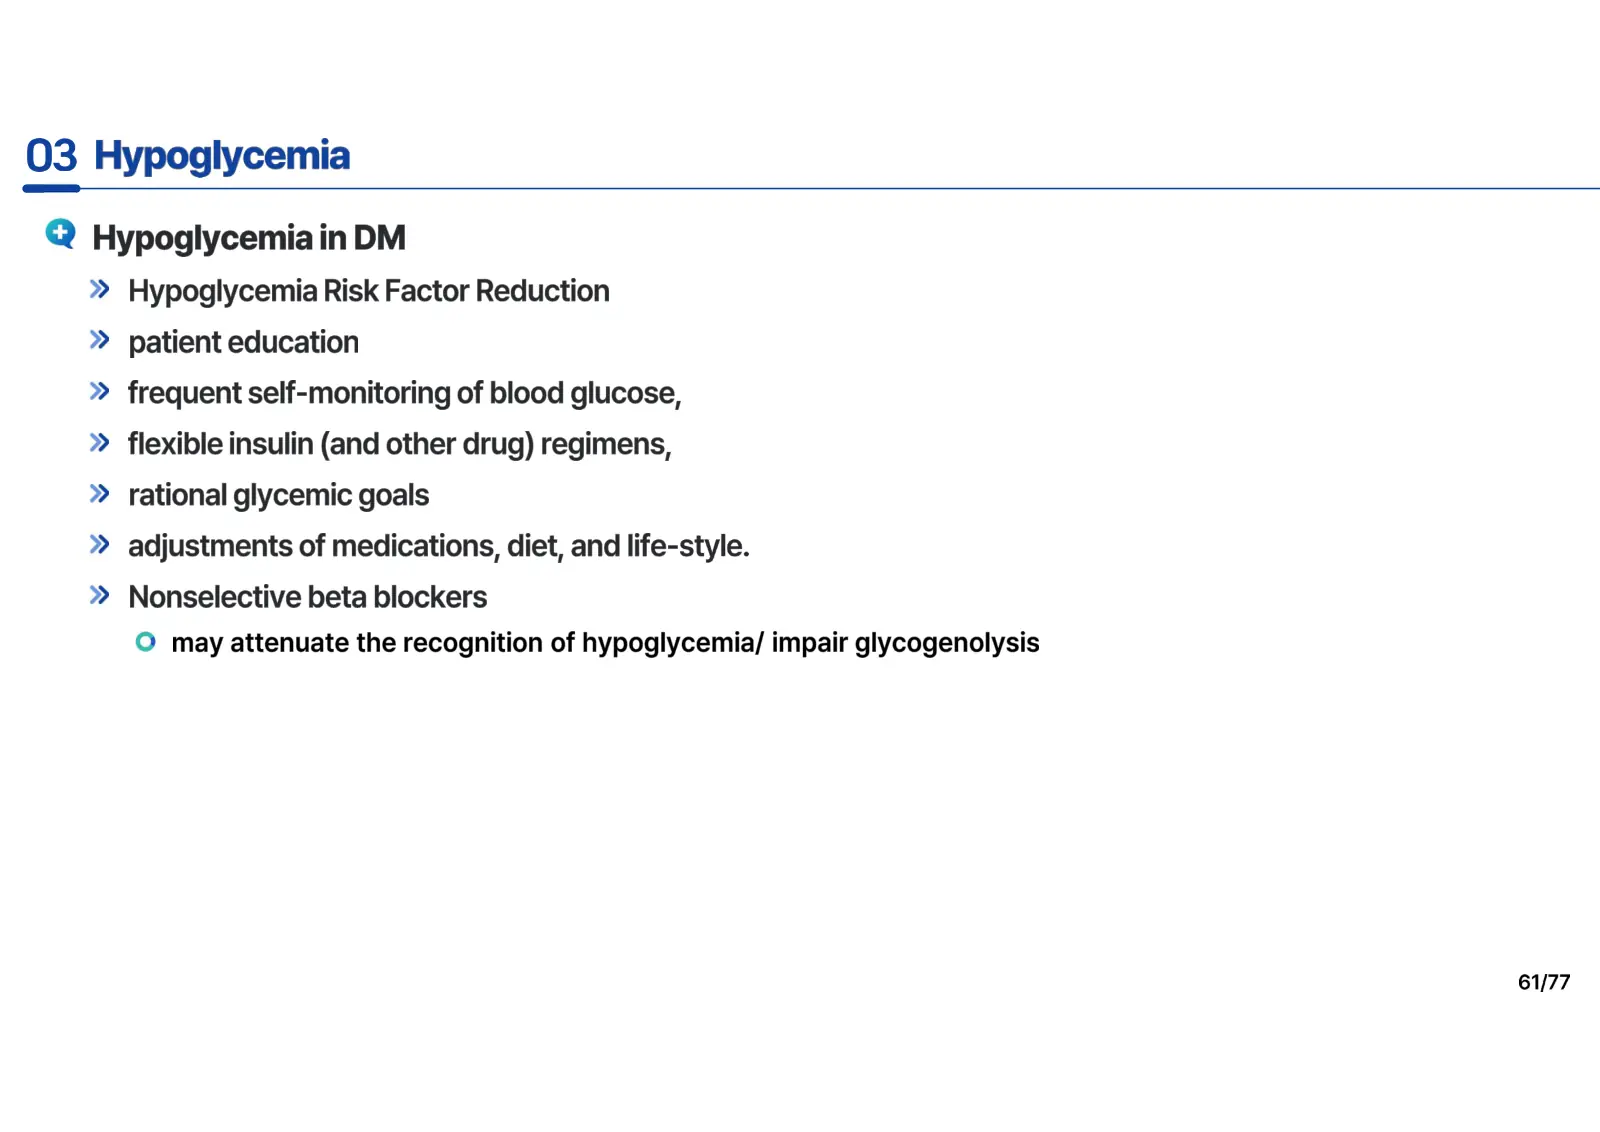 03 Hypoglycemia
Hypoglycemia in DM
Hypoglycemia Risk Factor Reduction
patient education
frequent self-monitoring of blood glucose,
flexible insulin (and other drug) regimens,
rational glycemic goals
adjustments of medications, diet, and life-style.
Nonselective beta blockers
may attenuate the recognition of hypoglycemia/ impair glycogenolysis
61/77